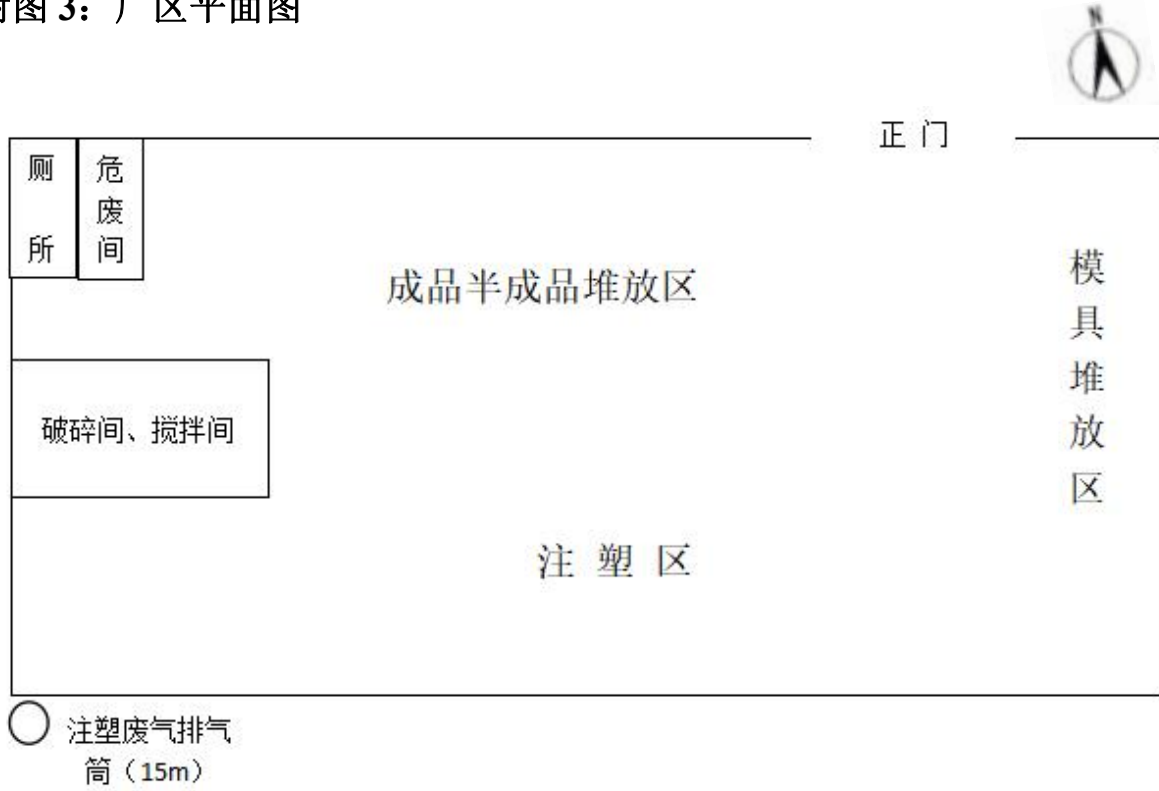 附图 3：厂区平面图
N
正 门
厕所
危废间
成品半成品堆放区
模具堆放区
破碎间、搅拌间
注 塑 区
注塑废气排气
筒（15m）